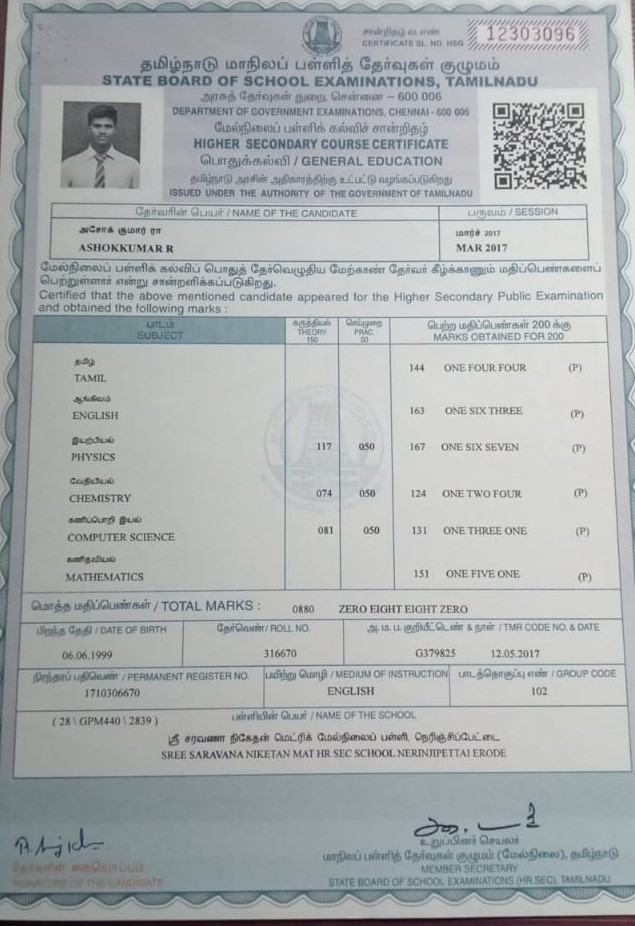 சான்றிதழ் வ. எண்
CERTIFICATE SL. NO. HSG 12303096
தமிழ்நாடு மாநிலப் பள்ளித் தேர்வுகள் குழுமம்
STATE BOARD OF SCHOOL EXAMINATIONS, TAMILNADU
அரசுத் தேர்வுகள் துறை, சென்னை – 600 006
DEPARTMENT OF GOVERNMENT EXAMINATIONS, CHENNAI - 600 006
மேல்நிலைப் பள்ளிக் கல்விச் சான்றிதழ்
HIGHER SECONDARY COURSE CERTIFICATE
பொதுக்கல்வி / GENERAL EDUCATION
தமிழ்நாடு அரசின் அதிகாரத்திற்கு உட்பட்டு வழங்கப்படுகிறது
ISSUED UNDER THE AUTHORITY OF THE GOVERNMENT OF TAMILNADU
தேர்வரின் பெயர் / NAME OF THE CANDIDATE பருவம் / SESSION
அசோக் குமார் ரா மார்ச் 2017
ASHOKKUMAR R MAR 2017
மேல்நிலைப் பள்ளிக் கல்விப் பொதுத் தேர்வெழுதிய மேற்காண் தேர்வர் கீழ்க்காணும் மதிப்பெண்களைப்
பெற்றுள்ளார் என்று சான்றளிக்கப்படுகிறது.
Certified that the above mentioned candidate appeared for the Higher Secondary Public Examination
and obtained the following marks :
பாடம் கருத்தியல் செய்முறை பெற்ற மதிப்பெண்கள் 200 க்கு
SUBJECT THEORY 150 PRAC. 50 MARKS OBTAINED FOR 200
தமிழ்
TAMIL 144 ONE FOUR FOUR (P)
ஆங்கிலம்
ENGLISH 163 ONE SIX THREE (P)
இயற்பியல்
PHYSICS 117 050 167 ONE SIX SEVEN (P)
வேதியியல்
CHEMISTRY 074 050 124 ONE TWO FOUR (P)
கணிப்பொறி இயல்
COMPUTER SCIENCE 081 050 131 ONE THREE ONE (P)
கணிதவியல்
MATHEMATICS 151 ONE FIVE ONE (P)
மொத்த மதிப்பெண்கள் / TOTAL MARKS : 0880 ZERO EIGHT EIGHT ZERO
பிறந்த தேதி / DATE OF BIRTH தேர்வெண் / ROLL NO. அ. ம. ப. குறியீட்டெண் & நாள் / TMR CODE NO. & DATE
06.06.1999 316670 G379825 12.05.2017
நிரந்தரப் பதிவெண் / PERMANENT REGISTER NO. பயிற்று மொழி / MEDIUM OF INSTRUCTION பாடத்தொகுப்பு எண் / GROUP CODE
1710306670 ENGLISH 102
( 28 \ GPM440 \ 2839 ) பள்ளியின் பெயர் / NAME OF THE SCHOOL
ஸ்ரீ சரவணா நிகேதன் மெட்ரிக் மேல்நிலைப் பள்ளி, நெரிஞ்சிப்பேட்டை
SREE SARAVANA NIKETAN MAT HR SEC SCHOOL NERINJIPETTAI ERODE
தேர்வரின் கையொப்பம்
SIGNATURE OF THE CANDIDATE
உறுப்பினர் செயலர்
மாநிலப் பள்ளித் தேர்வுகள் குழுமம் (மேல்நிலை), தமிழ்நாடு
MEMBER SECRETARY
STATE BOARD OF SCHOOL EXAMINATIONS (HR.SEC), TAMILNADU